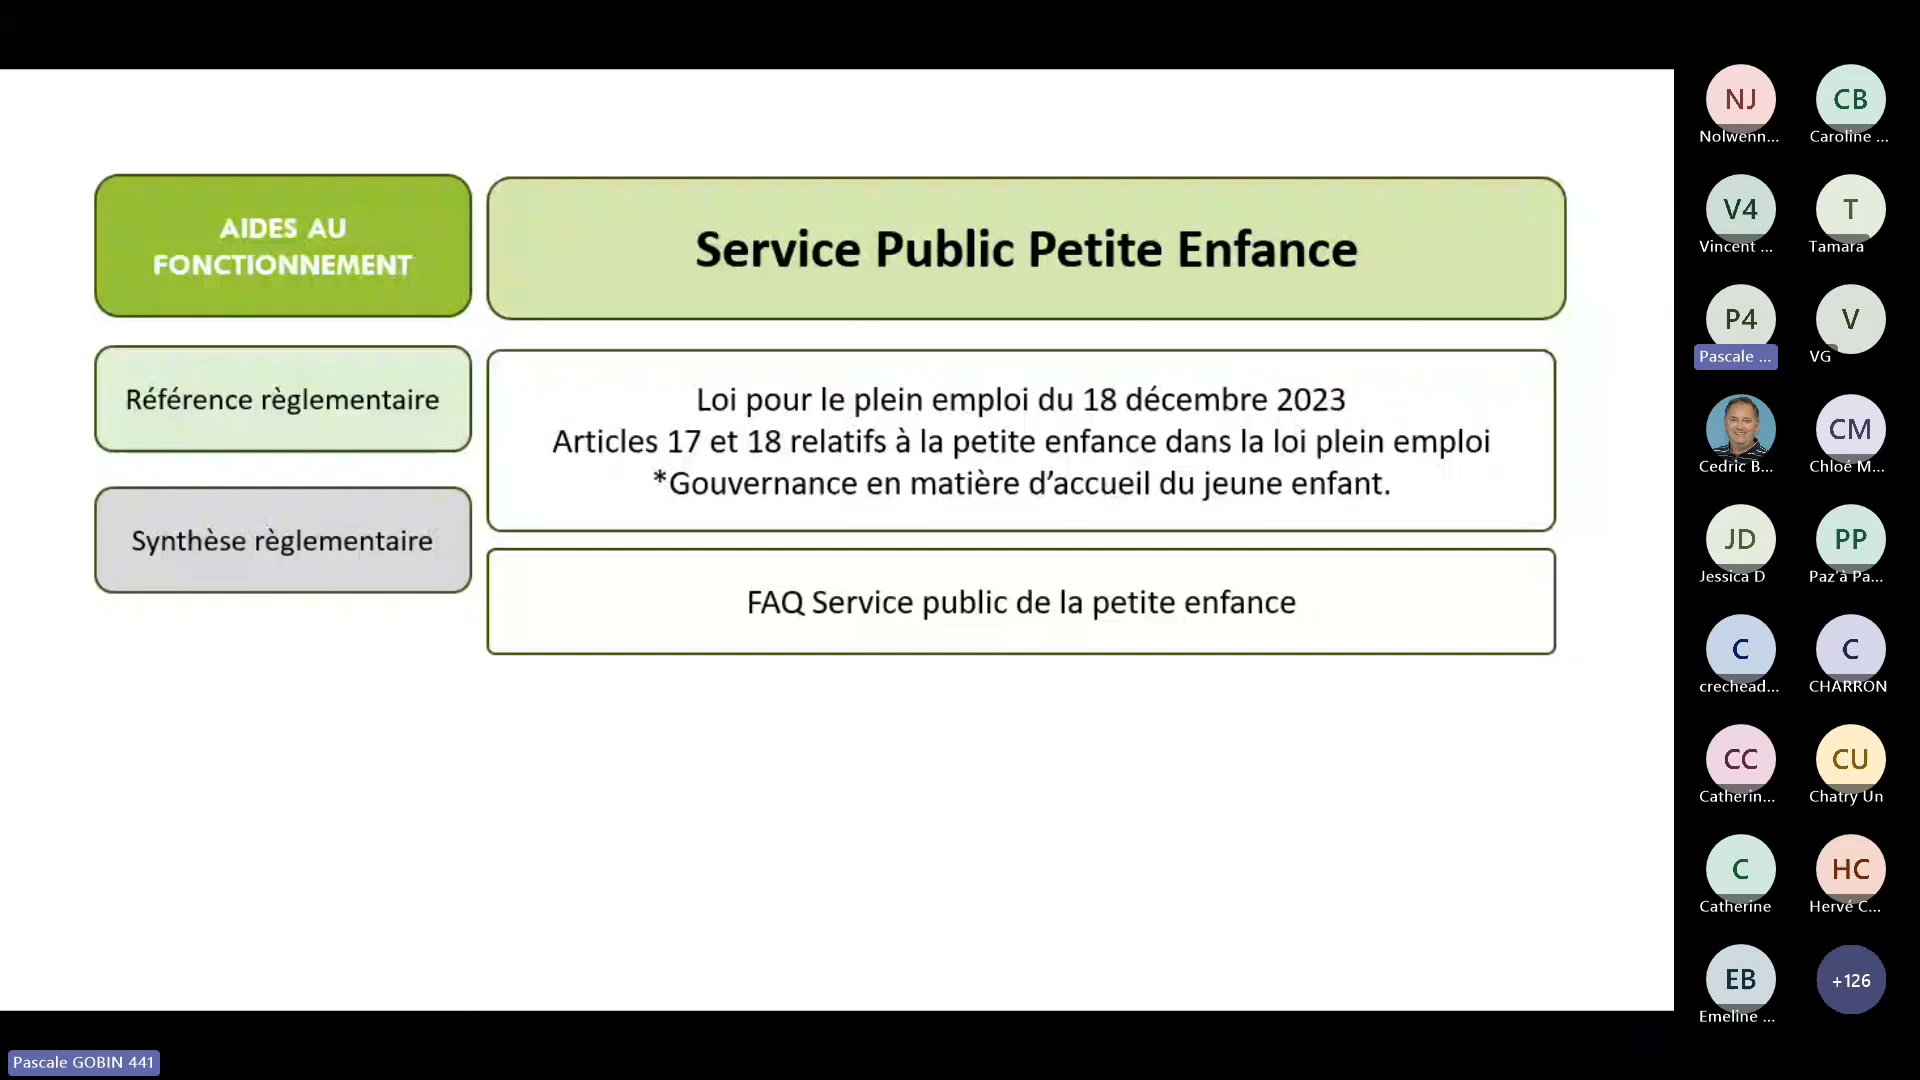 AIDES AU
FONCTIONNEMENT
Service Public Petite Enfance
Référence règlementaire
Loi pour le plein emploi du 18 décembre 2023
Articles 17 et 18 relatifs à la petite enfance dans la loi plein emploi
*Gouvernance en matière d’accueil du jeune enfant.
Synthèse règlementaire
FAQ Service public de la petite enfance
NJ
Nolwenn...
CB
Caroline ...
V4
Vincent ...
T
Tamara
P4
Pascale ...
V
VG
Cedric B...
CM
Chloé M...
JD
Jessica D
PP
Paz'à Pa...
C
crechead...
C
CHARRON
CC
Catherin...
CU
Chatry Un
C
Catherine
HC
Hervé C...
EB
Emeline ...
+126
Pascale GOBIN 441